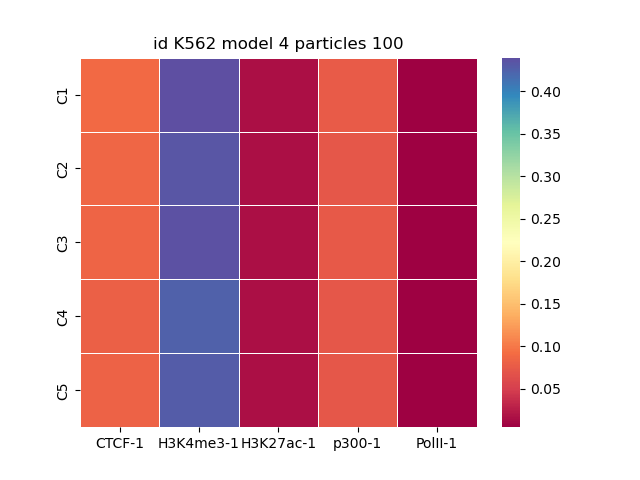 id K562 model 4 particles 100
C1
C2
C3
C4
C5
CTCF-1 H3K4me3-1 H3K27ac-1 p300-1 PolII-1
0.40
0.35
0.30
0.25
0.20
0.15
0.10
0.05